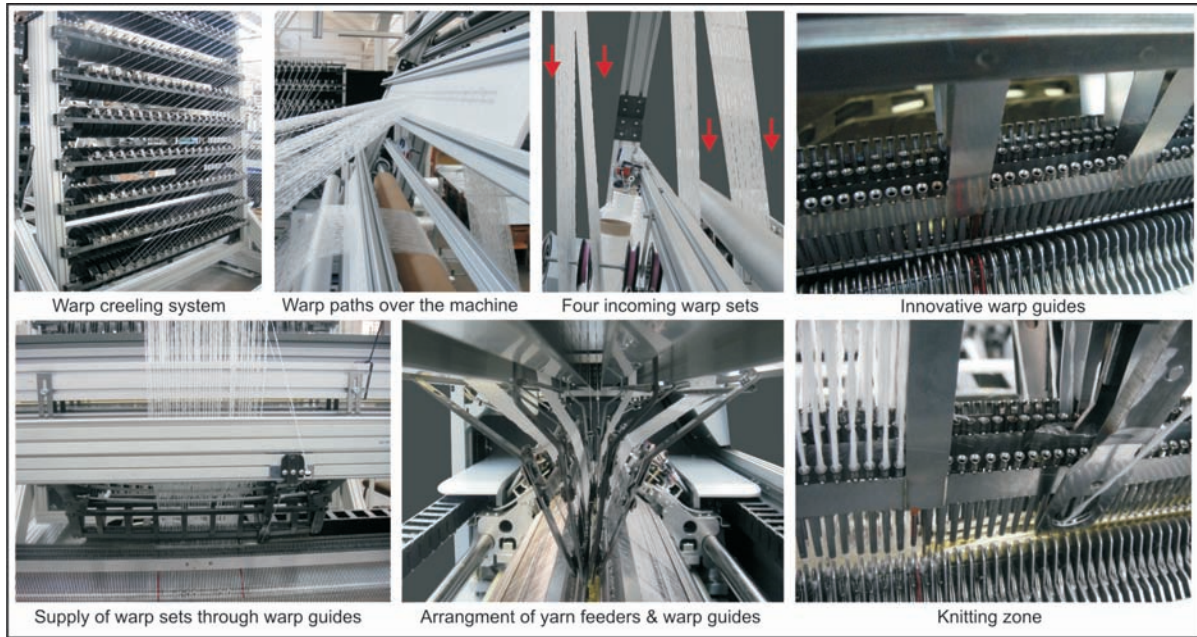 Warp creeling system
Warp paths over the machine
Four incoming warp sets
Innovative warp guides
Supply of warp sets through warp guides
Arrangment of yarn feeders & warp guides
Knitting zone